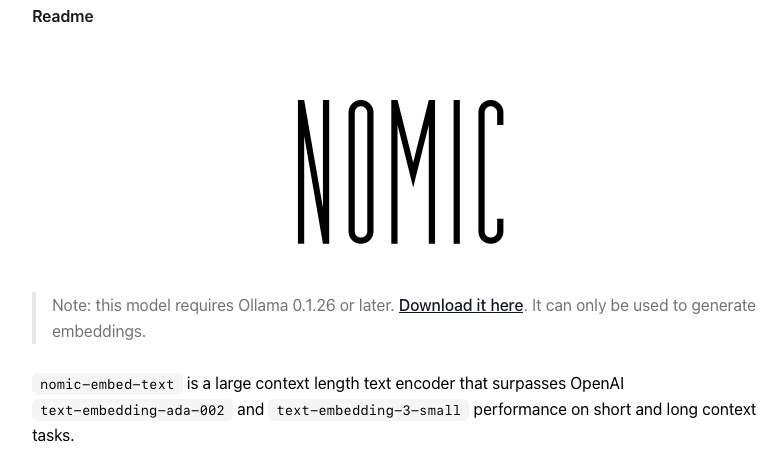 Readme
NOMIC
Note: this model requires Ollama 0.1.26 or later. Download it here. It can only be used to generate
embeddings.
nomic-embed-text is a large context length text encoder that surpasses OpenAI
text-embedding-ada-002 and text-embedding-3-small performance on short and long context
tasks.